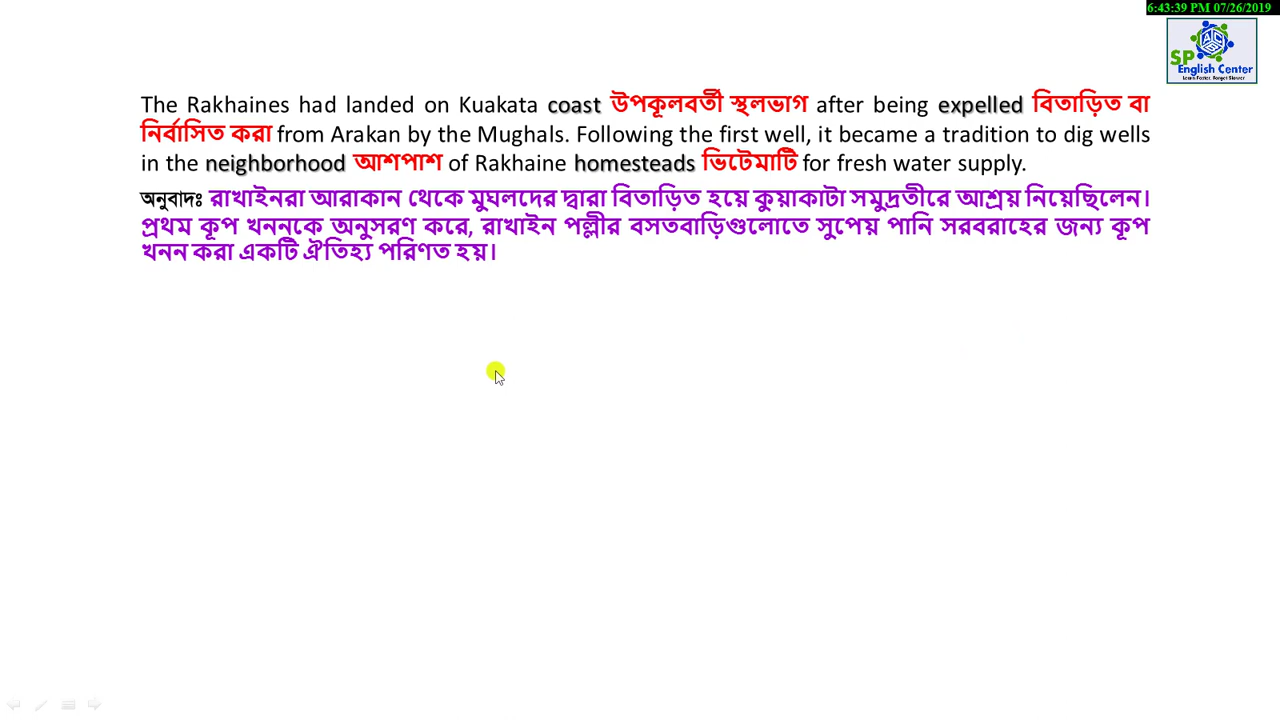 6:43:39 PM 07/26/2019
SP
English Center
Learn Faster, Forget Slower
The Rakhaines had landed on Kuakata coast উপকূলবর্তী স্থলভাগ after being expelled বিতাড়িত বা
নির্বাসিত করা from Arakan by the Mughals. Following the first well, it became a tradition to dig wells
in the neighborhood আশপাশ of Rakhaine homesteads ভিটেমাটি for fresh water supply.
অনুবাদঃ রাখাইনরা আরাকান থেকে মুঘলদের দ্বারা বিতাড়িত হয়ে কুয়াকাটা সমুদ্রতীরে আশ্রয় নিয়েছিলেন।
প্রথম কূপ খননকে অনুসরণ করে, রাখাইন পল্লীর বসতবাড়িগুলোতে সুপেয় পানি সরবরাহের জন্য কূপ
খনন করা একটি ঐতিহ্য পরিণত হয়।